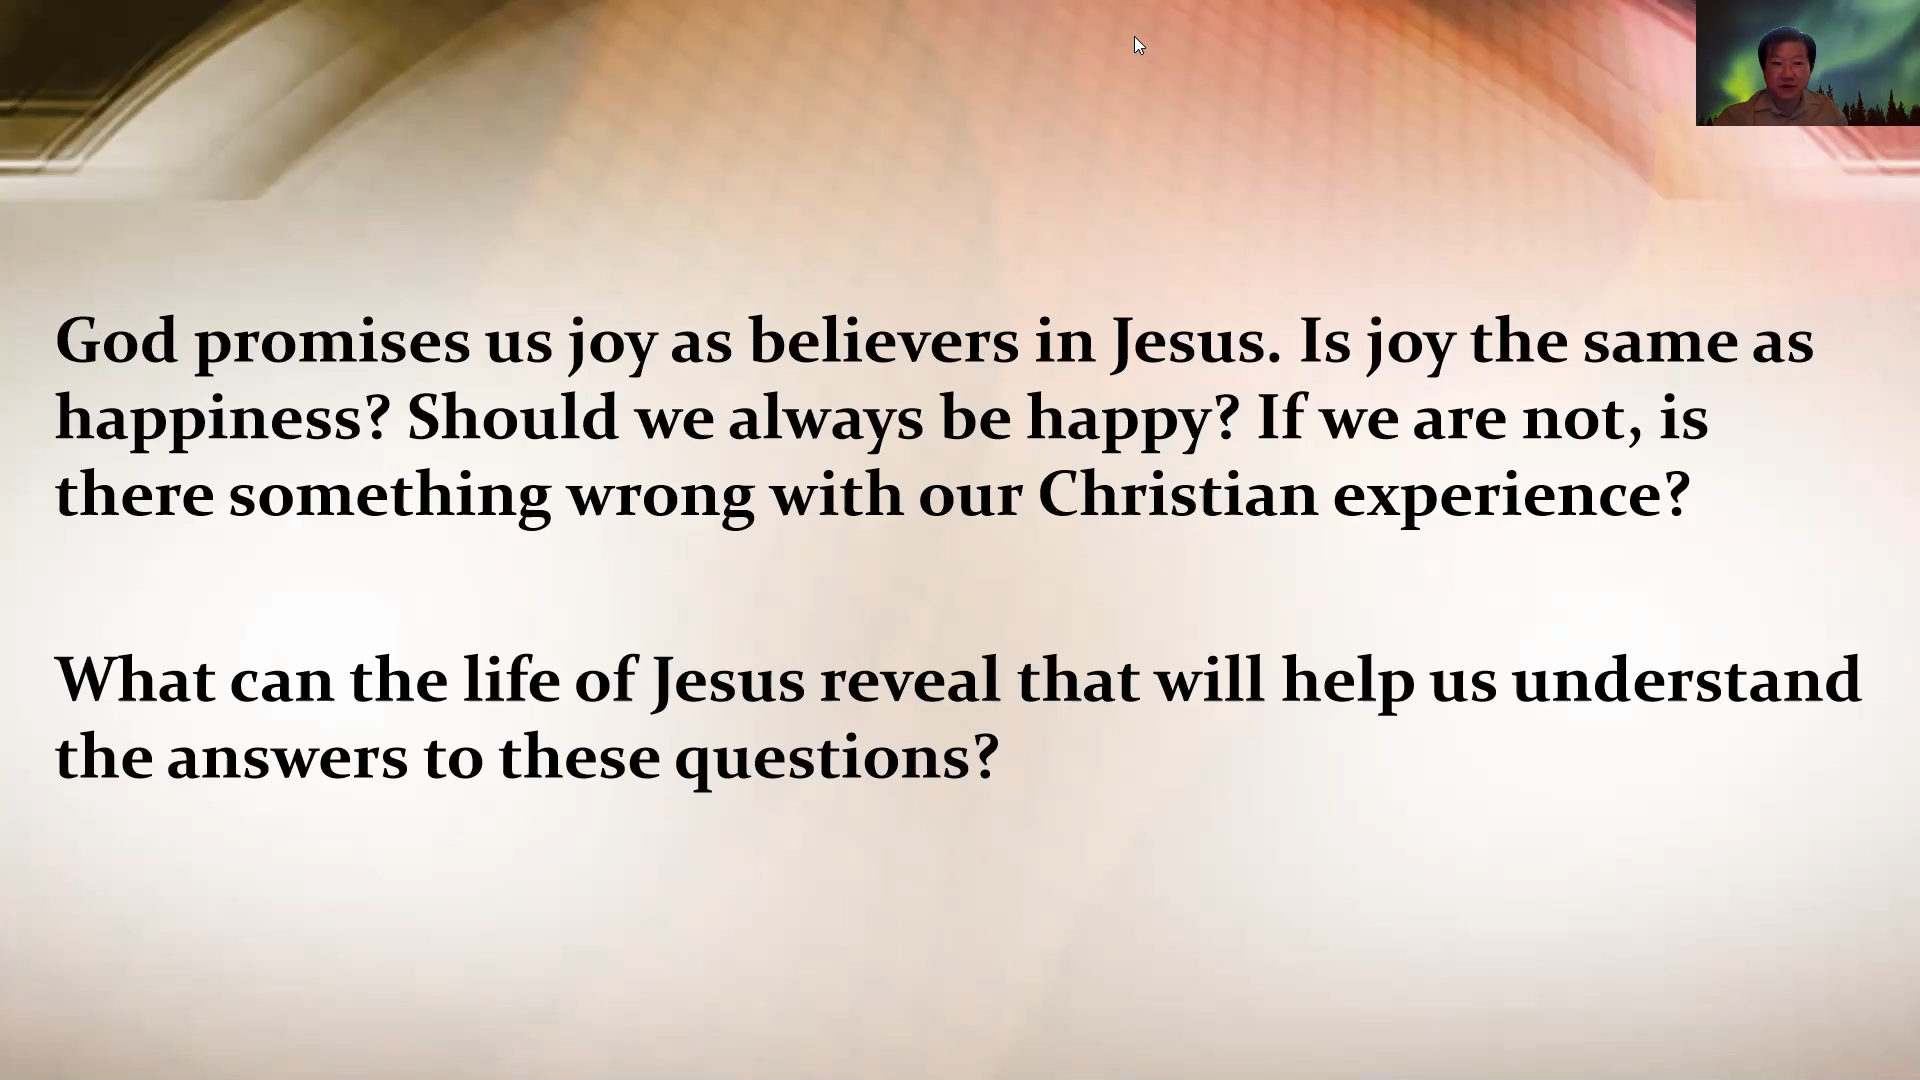 God promises us joy as believers in Jesus. Is joy the same as
happiness? Should we always be happy? If we are not, is
there something wrong with our Christian experience?
What can the life of Jesus reveal that will help us understand
the answers to these questions?